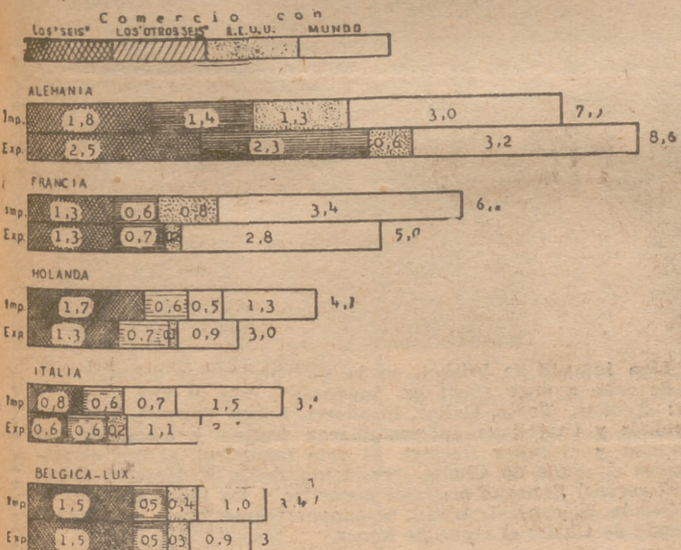 Comercio con
LOS "SEIS" LOS "OTROS SEIS" E.E.U.U. MUNDO
ALEMANIA
Imp. 1,8 1,4 1,3 3,0
Exp. 2,5 2,3 0,6 3,2 8,6
FRANCIA
Imp. 1,3 0,6 0,8 3,4
Exp. 1,3 0,7 0,2 2,8 5,0
HOLANDA
Imp. 1,7 0,6 0,5 1,3
Exp. 1.3 0.7 0.9 3,0
ITALIA
Imp 0,8 0,6 0,7 1,5
Exp 0.6 0,6 0,2 1,1
BELGICA-LUX.
Imp 1,5 0,5 0,4 1,0
Exp 1,5 0,5 0,3 0.9 3